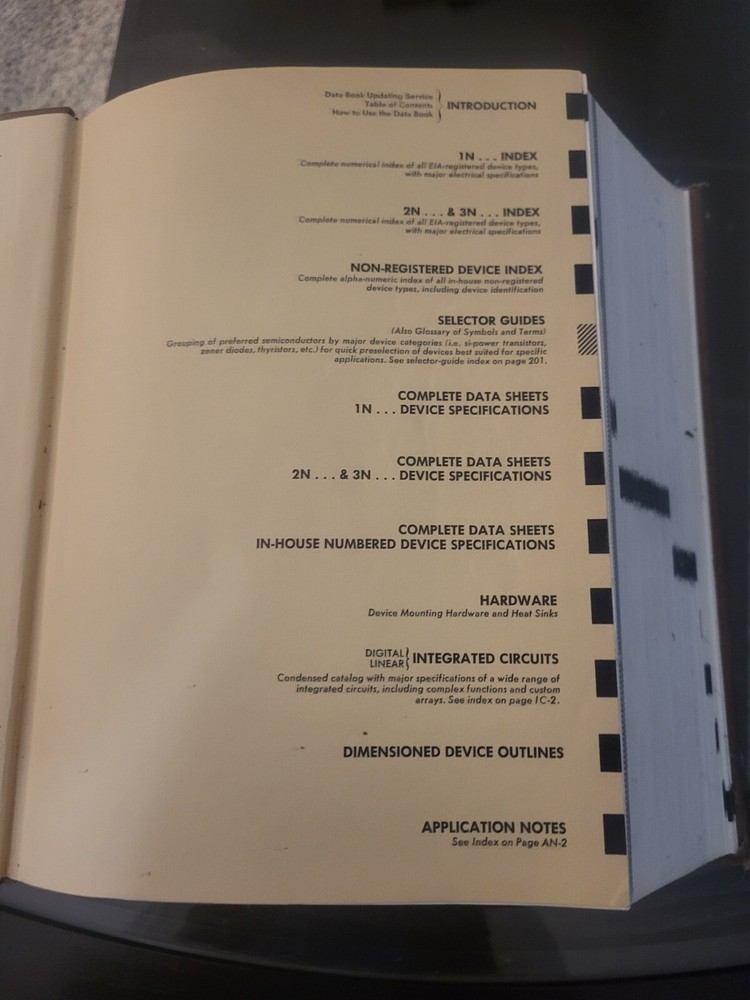 Data Book Updating Service
Table of Contents
How to Use the Data Book
INTRODUCTION
1N . . . INDEX
Complete numerical index of all EIA-registered device types,
with major electrical specifications
2N . . . & 3N . . . INDEX
Complete numerical index of all EIA-registered device types,
with major electrical specifications
NON-REGISTERED DEVICE INDEX
Complete alpha-numeric index of all in-house non-registered
device types, including device identification
SELECTOR GUIDES
(Also Glossary of Symbols and Terms)
Grouping of preferred semiconductors by major device categories (i.e. si-power transistors,
zener diodes, thyristors, etc.) for quick preselection of devices best suited for specific
applications. See selector-guide index on page 201.
COMPLETE DATA SHEETS
1N . . . DEVICE SPECIFICATIONS
COMPLETE DATA SHEETS
2N . . . & 3N . . . DEVICE SPECIFICATIONS
COMPLETE DATA SHEETS
IN-HOUSE NUMBERED DEVICE SPECIFICATIONS
HARDWARE
Device Mounting Hardware and Heat Sinks
DIGITAL
LINEAR
INTEGRATED CIRCUITS
Condensed catalog with major specifications of a wide range of
integrated circuits, including complex functions and custom
arrays. See index on page IC-2.
DIMENSIONED DEVICE OUTLINES
APPLICATION NOTES
See Index on Page AN-2